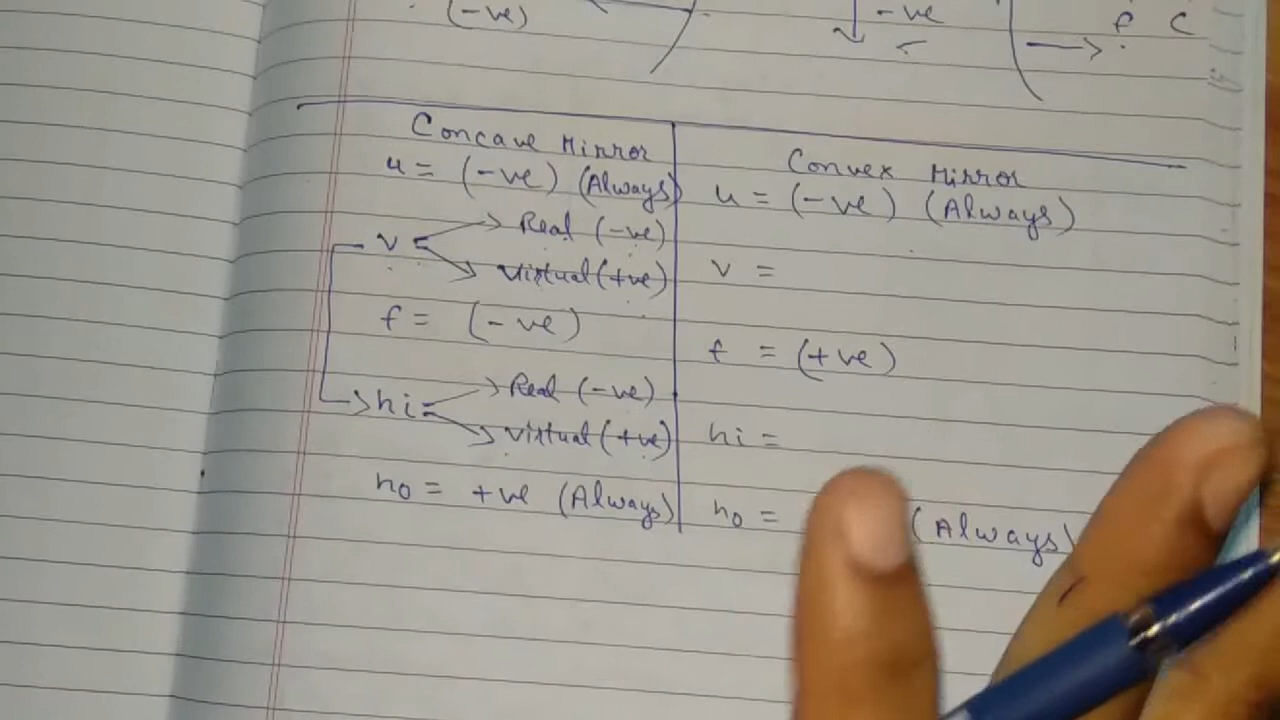 (-ve)
-ve
f C
Concave Mirror
u = (-ve) (Always)
v = Real (-ve)
Virtual (+ve)
f = (-ve)
hi = Real (-ve)
Virtual (+ve)
ho = +ve (Always)
Convex Mirror
u = (-ve) (Always)
v =
f = (+ve)
hi =
ho = (Always)